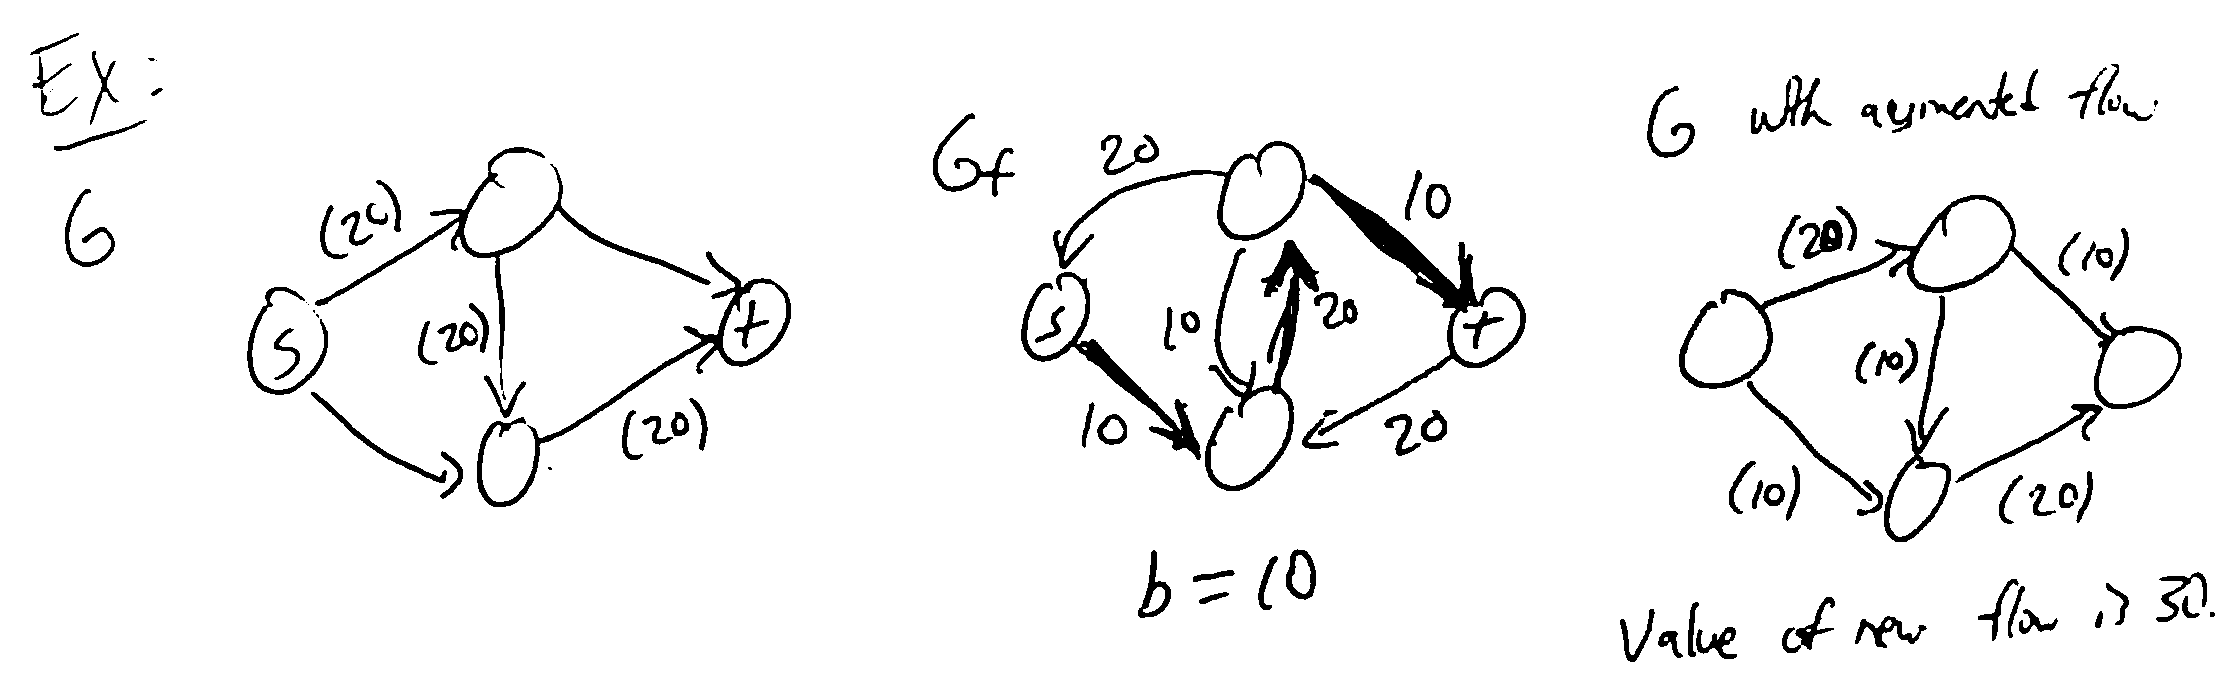 Ex:
G
(20)
(20)
(20)
s
t
Gf
20
10
10
20
10
20
s
t
b = 10
G with augmented flow
(20)
(10)
(10)
(10)
(20)
Value of new flow is 30.